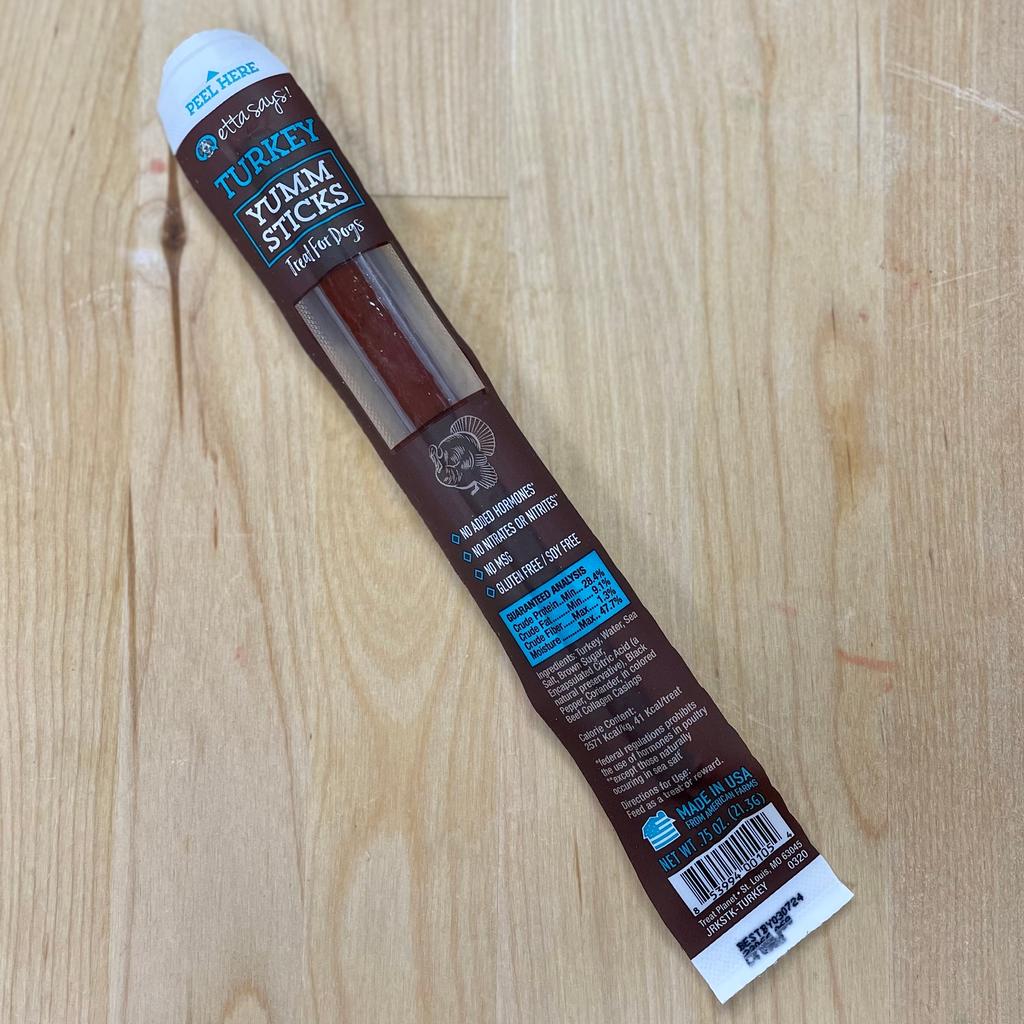 PEEL HERE
etta says!
TURKEY
YUMM
STICKS
Treat For Dogs
NO ADDED HORMONES*
NO NITRATES OR NITRITES**
NO MSG
GLUTEN FREE / SOY FREE
GUARANTEED ANALYSIS
Crude Protein..Min... 28.4%
Crude Fat.......Min.... 9.1%
Crude Fiber.....Max.... 1.3%
Moisture ..........Max.. 47.7%
Ingredients: Turkey, Water, Sea
Salt, Brown Sugar,
Encapsulated Citric Acid (a
natural preservative), Black
Pepper, Coriander, in colored
Beef Collagen Casings
Calorie Content:
2571 Kcal/kg, 41 Kcal/treat
*federal regulations prohibits
the use of hormones in poultry
**except those naturally
occuring in sea salt
Directions for Use:
Feed as a treat or reward.
MADE IN USA
FROM AMERICAN FARMS
NET WT .75 OZ. (21.3G)
8 53994 00105 4
Treat Planet • St. Louis, MO 63045
JRKSTK-TURKEY 0320
BESTBY030724